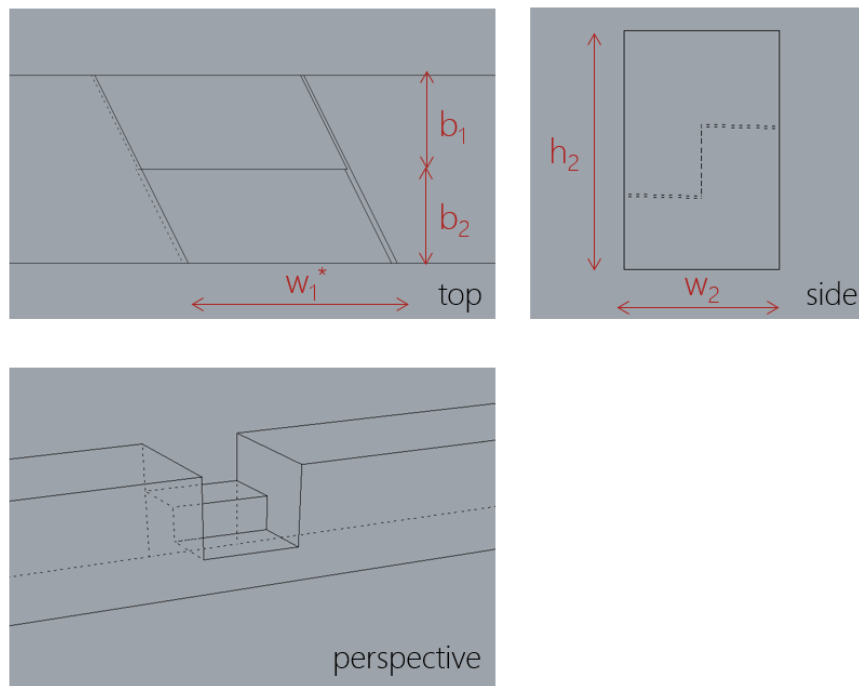 b₁
b₂
w₁*
top
h₂
w₂
side
perspective